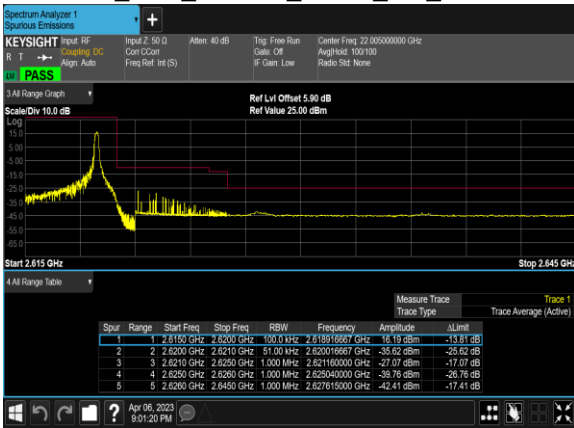 Spectrum Analyzer 1
Spurious Emissions
KEYSIGHT Input: RF Input Z: 50 Ω Atten: 40 dB Trig: Free Run Center Freq: 22.005000000 GHz
R T Coupling: DC Corr CCorr Gate: Off Avg|Hold: 100/100
Align: Auto Freq Ref: Int (S) IF Gain: Low Radio Std: None
PASS
3 All Range Graph
Ref Lvl Offset 5.90 dB
Scale/Div 10.0 dB Ref Value 25.00 dBm
Log
15.0
5.00
-5.00
-15.0
-25.0
-35.0
-45.0
-55.0
-65.0
Start 2.615 GHz Stop 2.645 GHz
4 All Range Table
Measure Trace Trace 1
Trace Type Trace Average (Active)
Spur Range Start Freq Stop Freq RBW Frequency Amplitude ΔLimit
1 1 2.6150 GHz 2.6200 GHz 100.0 kHz 2.618916667 GHz 16.19 dBm -13.81 dB
2 2 2.6200 GHz 2.6210 GHz 51.00 kHz 2.620016667 GHz -35.62 dBm -25.62 dB
3 3 2.6210 GHz 2.6250 GHz 1.000 MHz 2.621160000 GHz -27.07 dBm -17.07 dB
4 4 2.6250 GHz 2.6260 GHz 1.000 MHz 2.625040000 GHz -39.76 dBm -26.76 dB
5 5 2.6260 GHz 2.6450 GHz 1.000 MHz 2.627615000 GHz -42.41 dBm -17.41 dB
Apr 06, 2023
9:01:20 PM